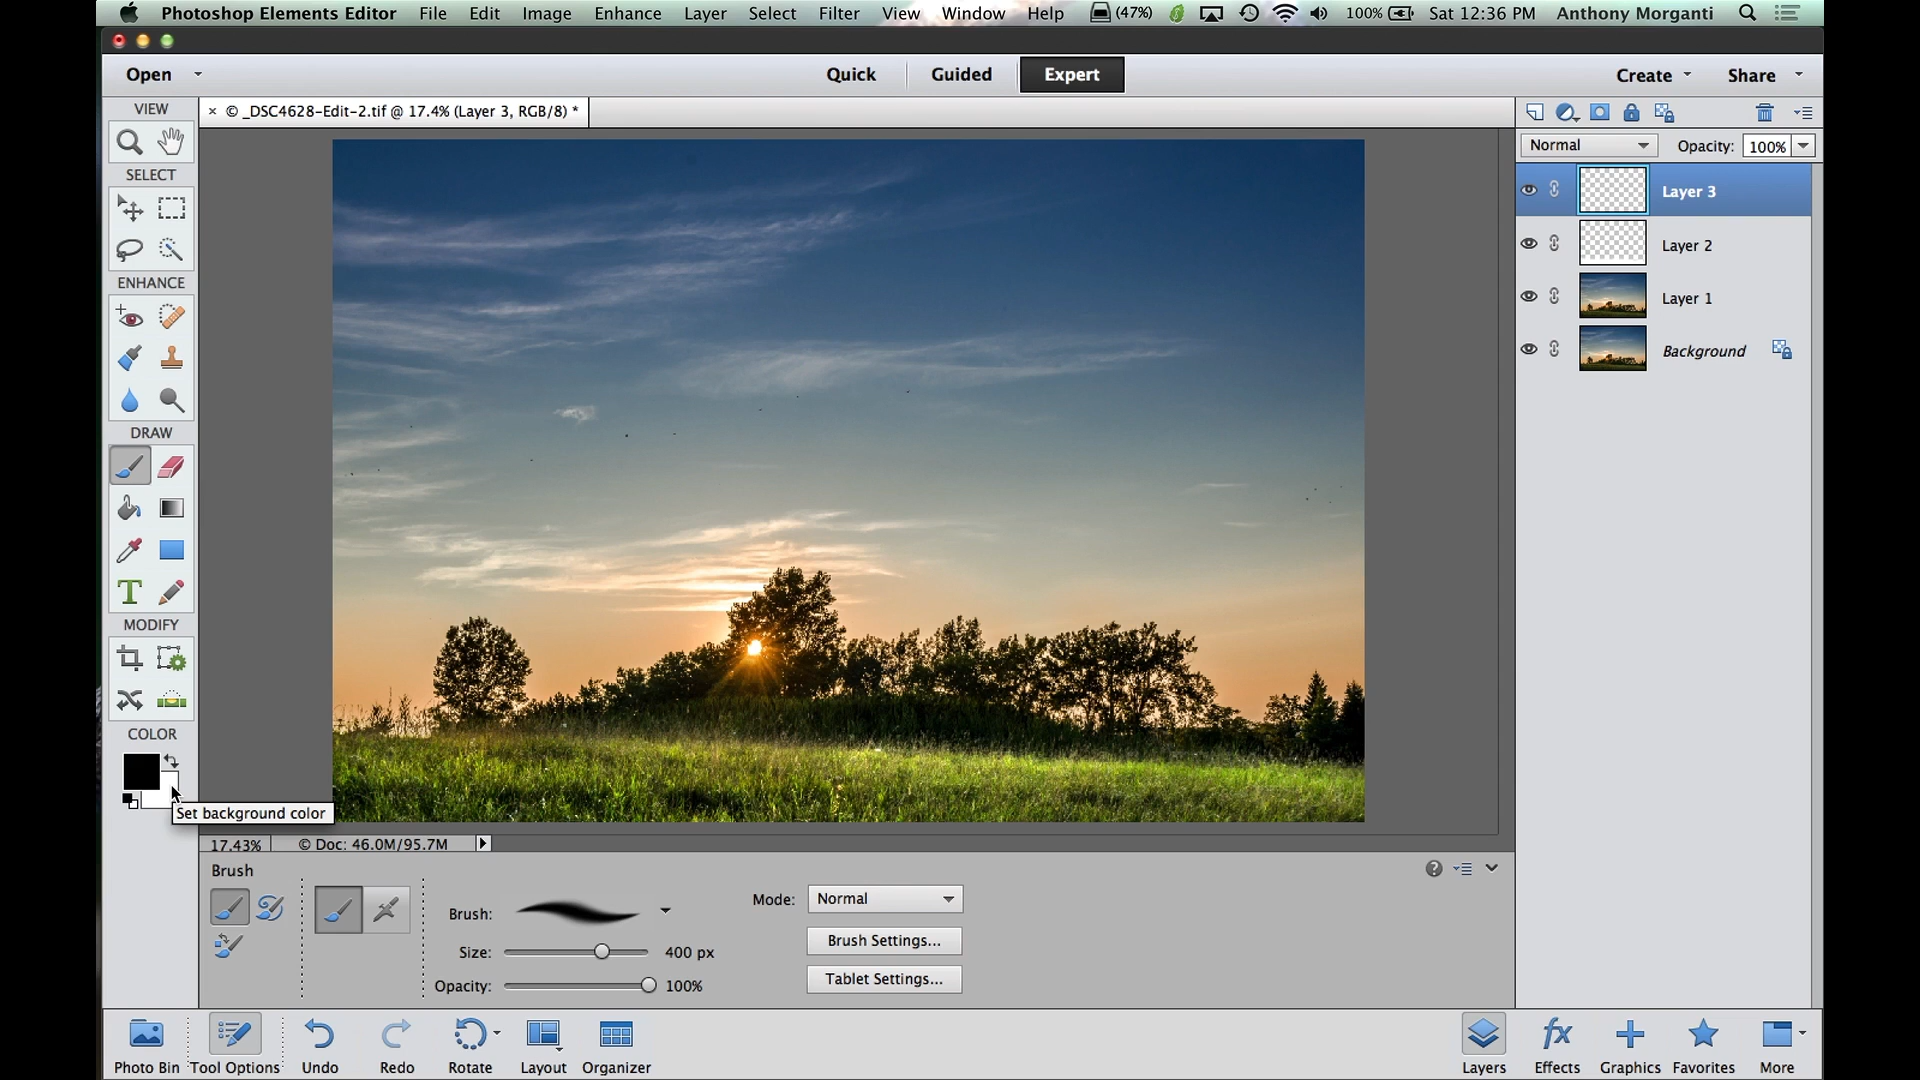 Photoshop Elements Editor File Edit Image Enhance Layer Select Filter View Window Help (47%) 100% Sat 12:36 PM Anthony Morganti
Open Quick Guided Expert Create Share
VIEW
× © _DSC4628-Edit-2.tif @ 17.4% (Layer 3, RGB/8) *
Normal Opacity: 100%
SELECT
Layer 3
Layer 2
ENHANCE
Layer 1
Background
DRAW
T
MODIFY
COLOR
Set background color
17.43% © Doc: 46.0M/95.7M
Brush
Brush: Mode: Normal
Brush Settings...
Size: 400 px
Tablet Settings...
Opacity: 100%
Photo Bin Tool Options Undo Redo Rotate Layout Organizer Layers Effects Graphics Favorites More